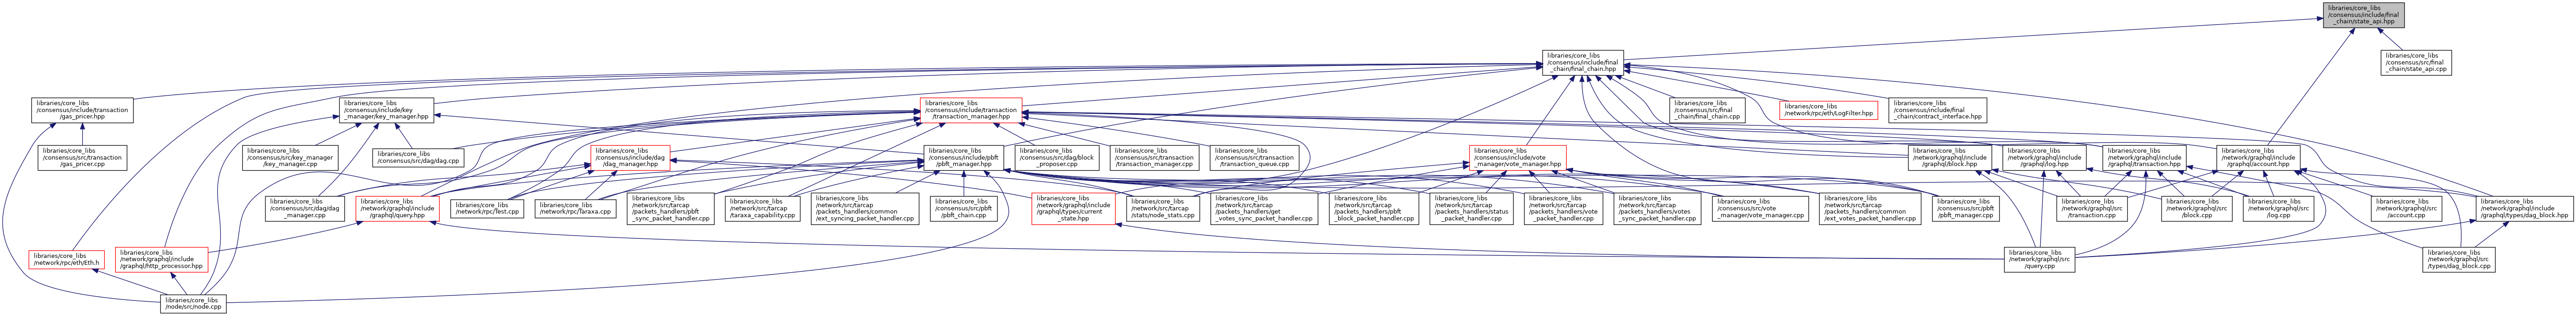 libraries/core_libs
/consensus/include/final
_chain/state_api.hpp
libraries/core_libs
/consensus/include/final
_chain/final_chain.hpp
libraries/core_libs
/consensus/src/final
_chain/state_api.cpp
libraries/core_libs
/consensus/include/transaction
/gas_pricer.hpp
libraries/core_libs
/consensus/include/key
_manager/key_manager.hpp
libraries/core_libs
/consensus/include/transaction
/transaction_manager.hpp
libraries/core_libs
/consensus/src/final
_chain/final_chain.cpp
libraries/core_libs
/network/rpc/eth/LogFilter.hpp
libraries/core_libs
/consensus/include/final
_chain/contract_interface.hpp
libraries/core_libs
/consensus/src/transaction
/gas_pricer.cpp
libraries/core_libs
/consensus/src/key_manager
/key_manager.cpp
libraries/core_libs
/consensus/src/dag/dag.cpp
libraries/core_libs
/consensus/include/dag
/dag_manager.hpp
libraries/core_libs
/consensus/include/pbft
/pbft_manager.hpp
libraries/core_libs
/consensus/src/dag/block
_proposer.cpp
libraries/core_libs
/consensus/src/transaction
/transaction_manager.cpp
libraries/core_libs
/consensus/src/transaction
/transaction_queue.cpp
libraries/core_libs
/consensus/include/vote
_manager/vote_manager.hpp
libraries/core_libs
/network/graphql/include
/graphql/block.hpp
libraries/core_libs
/network/graphql/include
/graphql/log.hpp
libraries/core_libs
/network/graphql/include
/graphql/transaction.hpp
libraries/core_libs
/network/graphql/include
/graphql/account.hpp
libraries/core_libs
/consensus/src/dag/dag
_manager.cpp
libraries/core_libs
/network/graphql/include
/graphql/query.hpp
libraries/core_libs
/network/rpc/Test.cpp
libraries/core_libs
/network/rpc/Taraxa.cpp
libraries/core_libs
/network/src/tarcap
/packets_handlers/pbft
_sync_packet_handler.cpp
libraries/core_libs
/network/src/tarcap
/taraxa_capability.cpp
libraries/core_libs
/network/src/tarcap
/packets_handlers/common
/ext_syncing_packet_handler.cpp
libraries/core_libs
/consensus/src/pbft
/pbft_chain.cpp
libraries/core_libs
/network/graphql/include
/graphql/types/current
_state.hpp
libraries/core_libs
/network/src/tarcap
/stats/node_stats.cpp
libraries/core_libs
/network/src/tarcap
/packets_handlers/get
_votes_sync_packet_handler.cpp
libraries/core_libs
/network/src/tarcap
/packets_handlers/pbft
_block_packet_handler.cpp
libraries/core_libs
/network/src/tarcap
/packets_handlers/status
_packet_handler.cpp
libraries/core_libs
/network/src/tarcap
/packets_handlers/vote
_packet_handler.cpp
libraries/core_libs
/network/src/tarcap
/packets_handlers/votes
_sync_packet_handler.cpp
libraries/core_libs
/consensus/src/vote
_manager/vote_manager.cpp
libraries/core_libs
/network/src/tarcap
/packets_handlers/common
/ext_votes_packet_handler.cpp
libraries/core_libs
/consensus/src/pbft
/pbft_manager.cpp
libraries/core_libs
/network/graphql/src
/transaction.cpp
libraries/core_libs
/network/graphql/src
/block.cpp
libraries/core_libs
/network/graphql/src
/log.cpp
libraries/core_libs
/network/graphql/src
/account.cpp
libraries/core_libs
/network/graphql/include
/graphql/types/dag_block.hpp
libraries/core_libs
/network/rpc/eth/Eth.h
libraries/core_libs
/network/graphql/include
/graphql/http_processor.hpp
libraries/core_libs
/network/graphql/src
/query.cpp
libraries/core_libs
/network/graphql/src
/types/dag_block.cpp
libraries/core_libs
/node/src/node.cpp